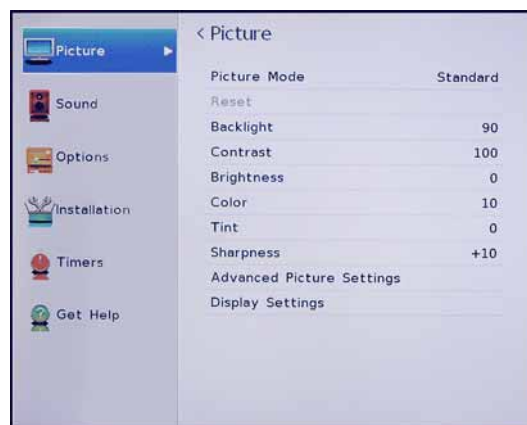 Picture
Sound
Options
Installation
Timers
Get Help
< Picture
Picture Mode Standard
Reset
Backlight 90
Contrast 100
Brightness 0
Color 10
Tint 0
Sharpness +10
Advanced Picture Settings
Display Settings